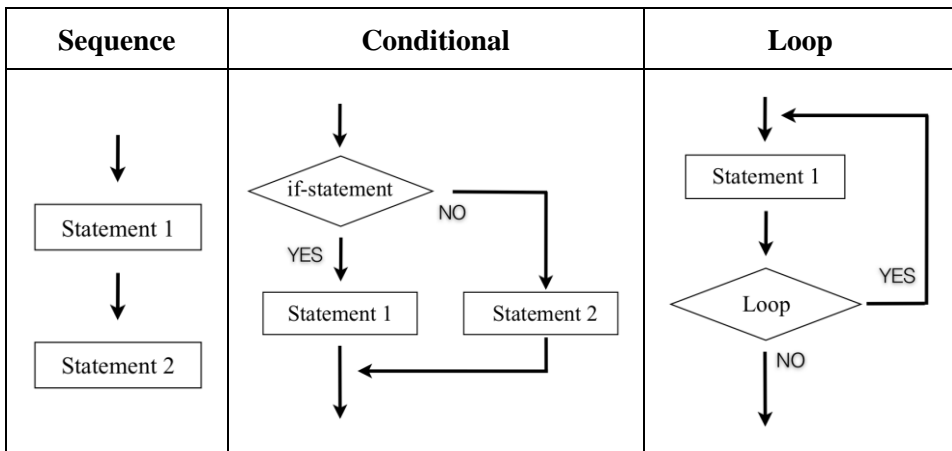 Sequence
Conditional
Loop
Statement 1
Statement 2
if-statement
NO
YES
Statement 1
Statement 2
Statement 1
YES
Loop
NO